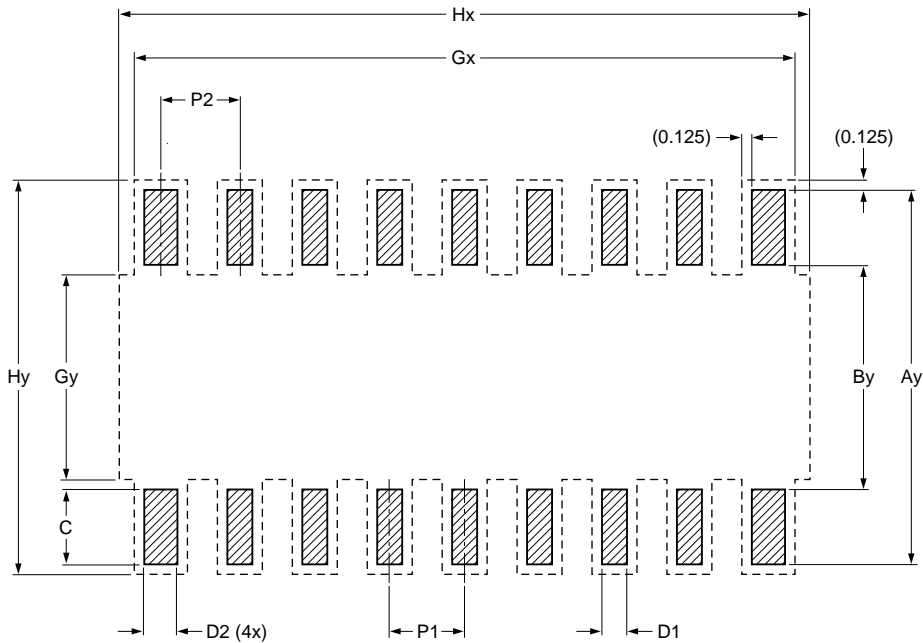 Hx
Gx
P2
(0.125)
(0.125)
Hy
Gy
By
Ay
C
D2 (4x)
P1
D1